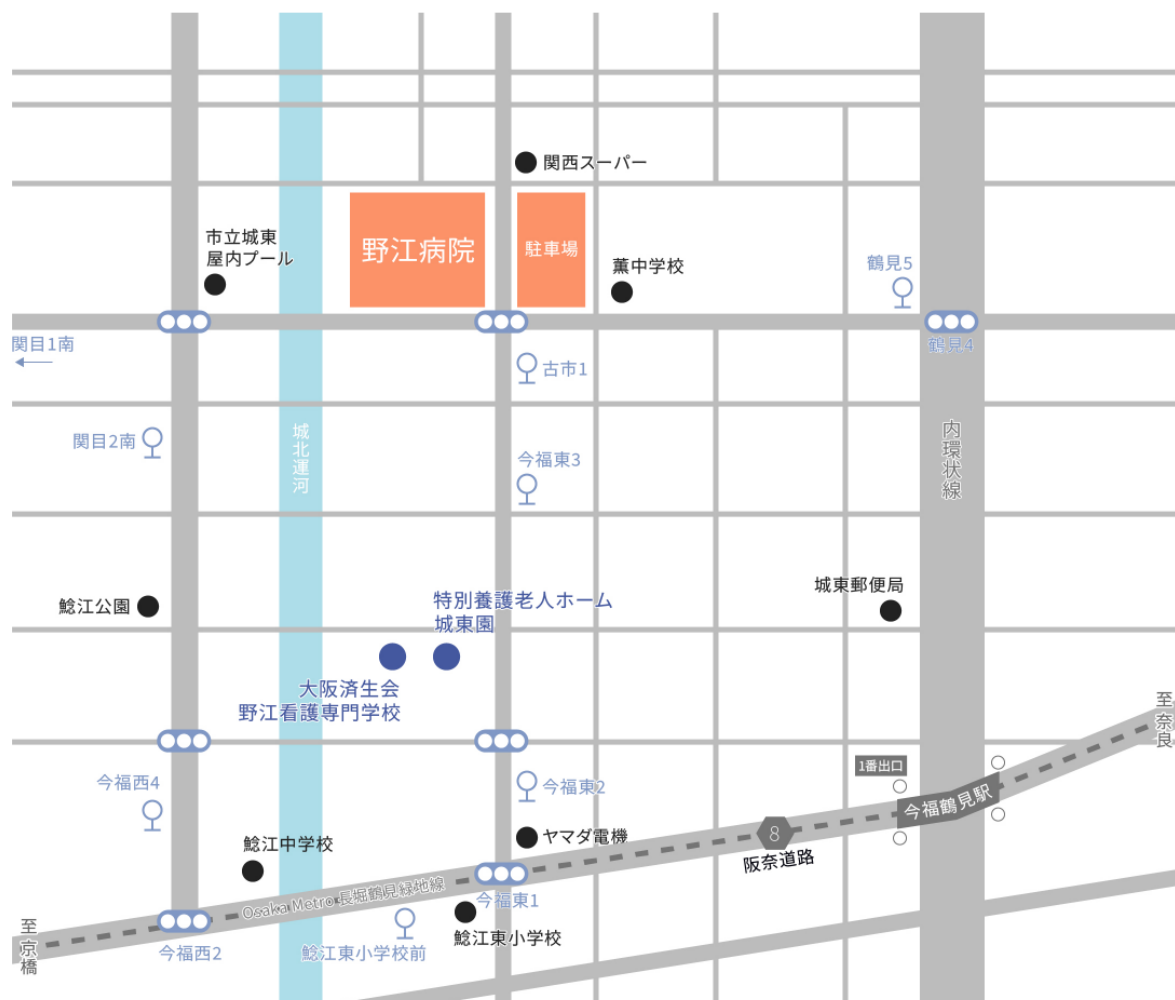 関西スーパー
市立城東
屋内プール
野江病院
駐車場
薫中学校
鶴見5
関目1南
鶴見4
古市1
城北運河
内環状線
関目2南
今福東3
城東郵便局
鯰江公園
特別養護老人ホーム
城東園
大阪済生会
野江看護専門学校
至奈良
1番出口
今福西4
今福東2
今福鶴見駅
8
阪奈道路
ヤマダ電機
鯰江中学校
Osaka Metro 長堀鶴見緑地線
今福東1
至京橋
今福西2
鯰江東小学校前
鯰江東小学校